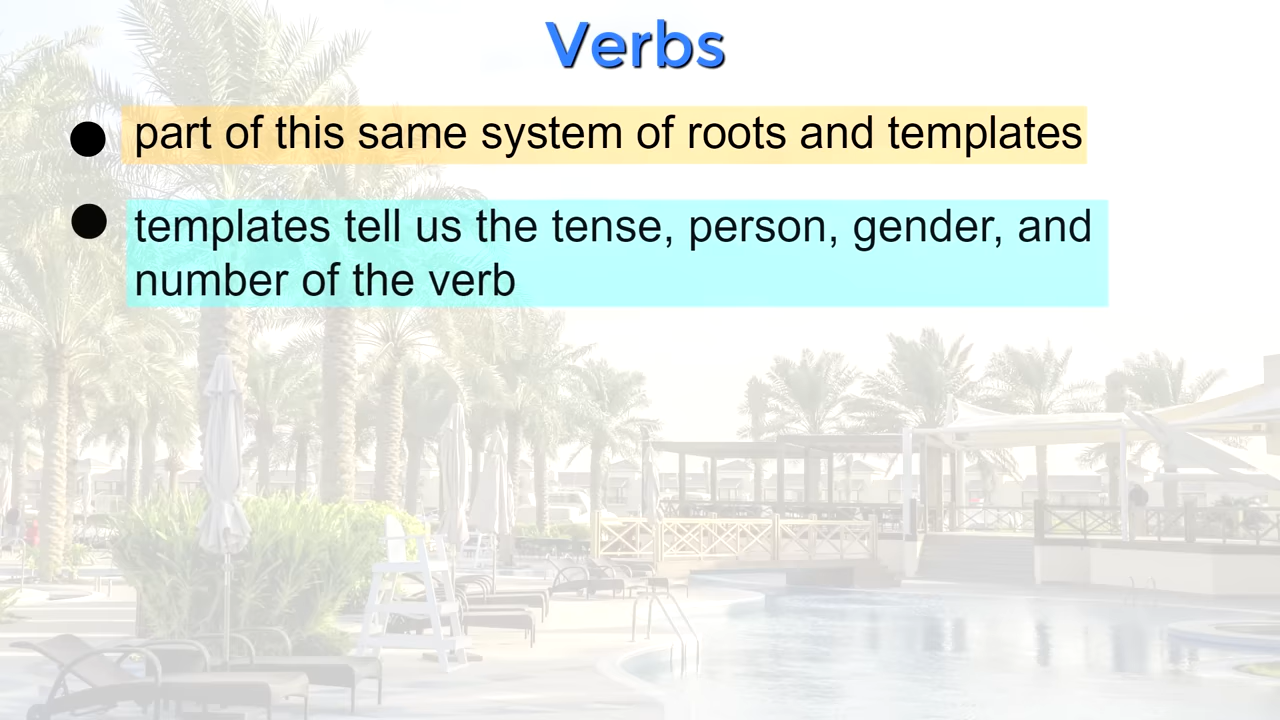 Verbs
part of this same system of roots and templates
templates tell us the tense, person, gender, and
number of the verb